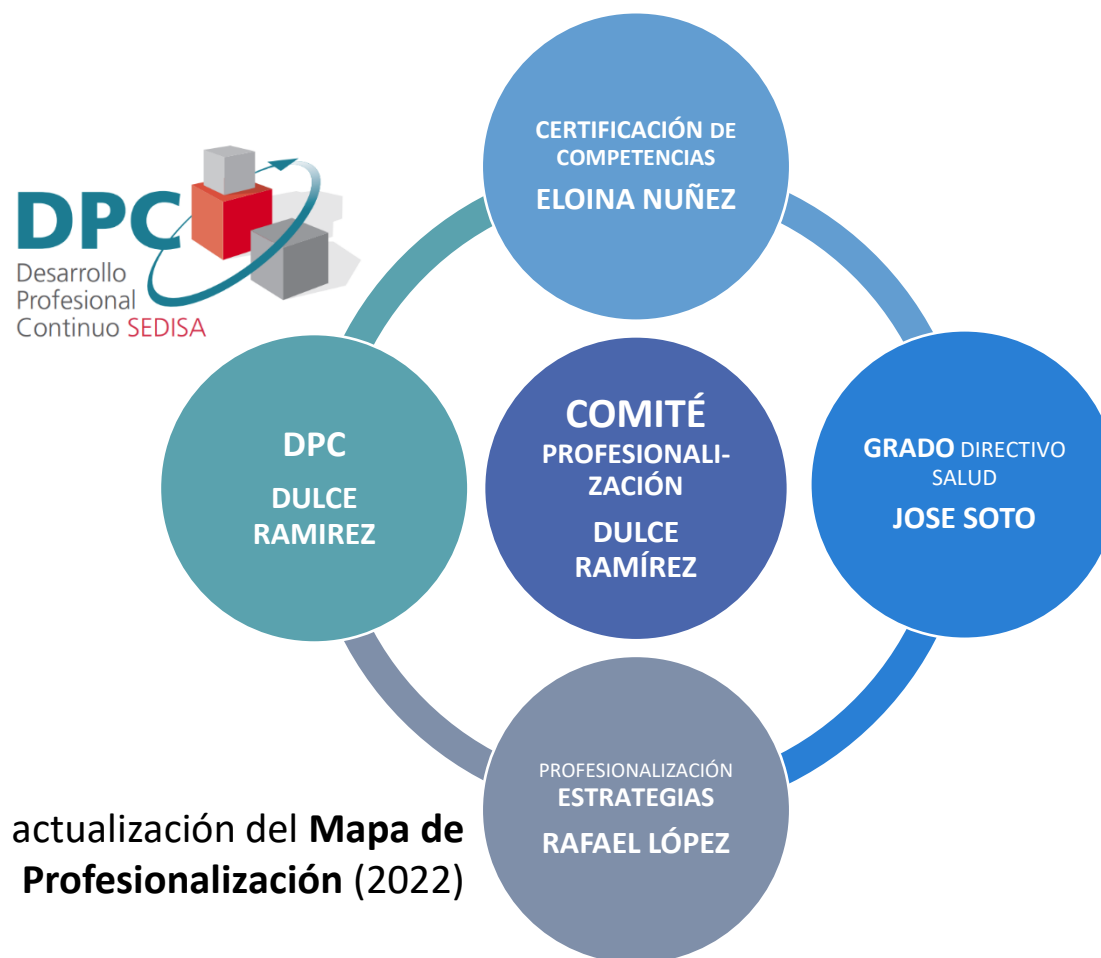 CERTIFICACIÓN DE
COMPETENCIAS
ELOINA NUÑEZ
DPC
Desarrollo
Profesional
Continuo SEDISA
DPC
DULCE
RAMIREZ
COMITÉ
PROFESIONALI-
ZACIÓN
DULCE
RAMÍREZ
GRADO DIRECTIVO
SALUD
JOSE SOTO
PROFESIONALIZACIÓN
ESTRATEGIAS
RAFAEL LÓPEZ
actualización del Mapa de
Profesionalización (2022)